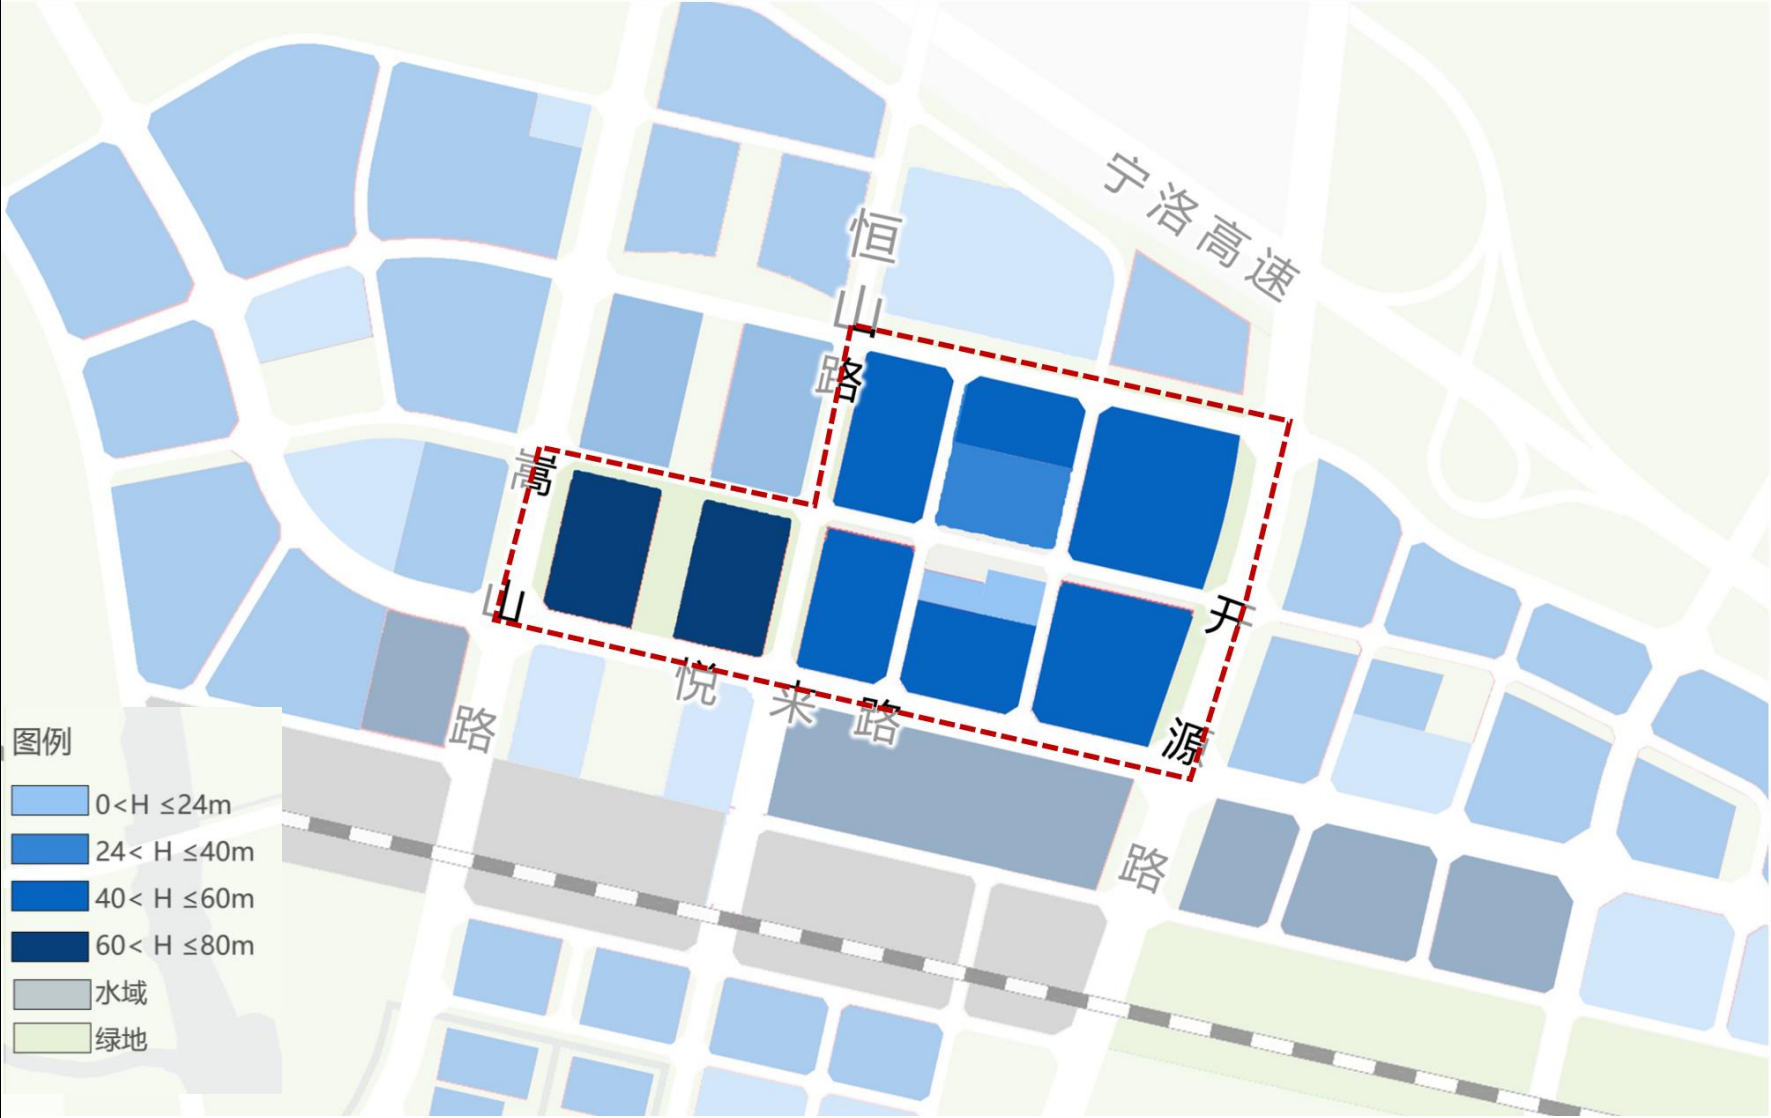 宁洛高速
恒山路
嵩山路
悦来路
开源路
图例
0<H ≤24m
24< H ≤40m
40< H ≤60m
60< H ≤80m
水域
绿地